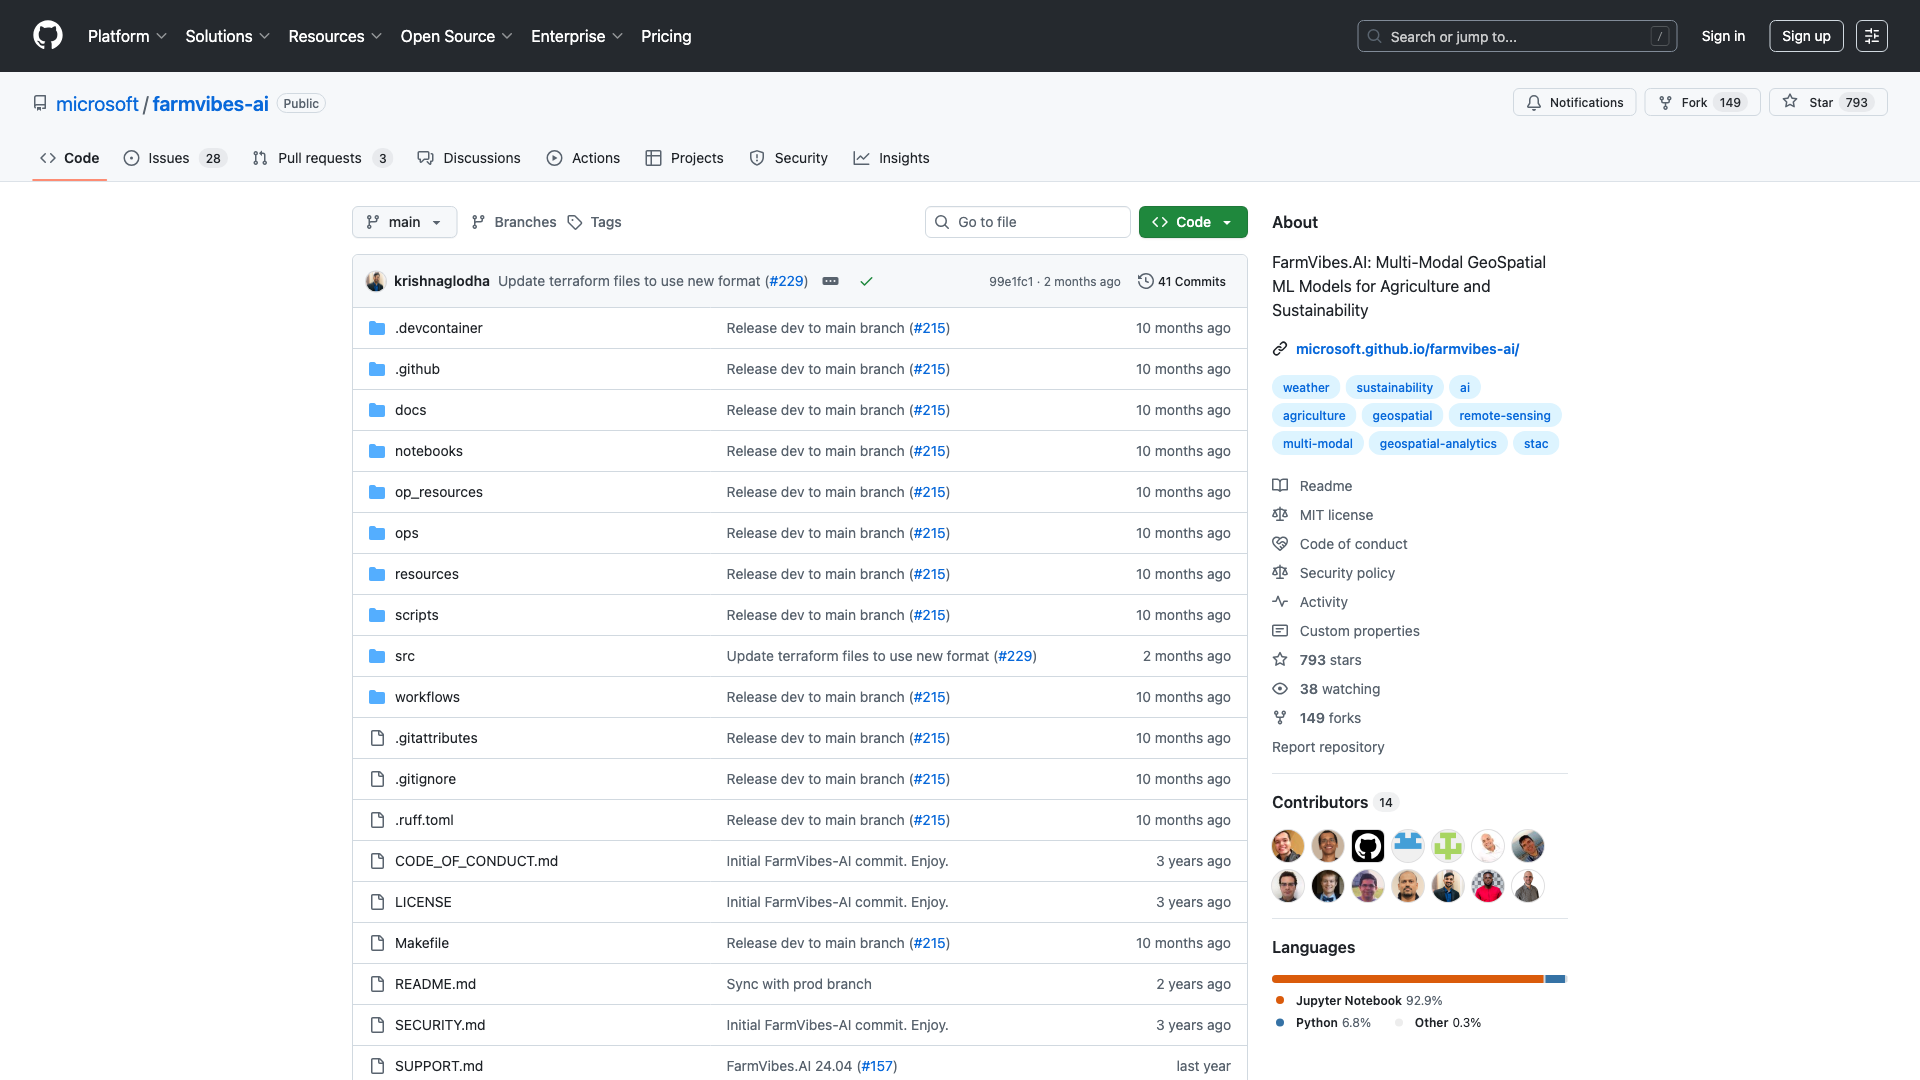 Platform Solutions Resources Open Source Enterprise Pricing Search or jump to... / Sign in Sign up
microsoft / farmvibes-ai Public Notifications Fork 149 Star 793
Code Issues 28 Pull requests 3 Discussions Actions Projects Security Insights
main Branches Tags Go to file Code
krishnaglodha Update terraform files to use new format (#229) 99e1fc1 · 2 months ago 41 Commits
.devcontainer Release dev to main branch (#215) 10 months ago
.github Release dev to main branch (#215) 10 months ago
docs Release dev to main branch (#215) 10 months ago
notebooks Release dev to main branch (#215) 10 months ago
op_resources Release dev to main branch (#215) 10 months ago
ops Release dev to main branch (#215) 10 months ago
resources Release dev to main branch (#215) 10 months ago
scripts Release dev to main branch (#215) 10 months ago
src Update terraform files to use new format (#229) 2 months ago
workflows Release dev to main branch (#215) 10 months ago
.gitattributes Release dev to main branch (#215) 10 months ago
.gitignore Release dev to main branch (#215) 10 months ago
.ruff.toml Release dev to main branch (#215) 10 months ago
CODE_OF_CONDUCT.md Initial FarmVibes-AI commit. Enjoy. 3 years ago
LICENSE Initial FarmVibes-AI commit. Enjoy. 3 years ago
Makefile Release dev to main branch (#215) 10 months ago
README.md Sync with prod branch 2 years ago
SECURITY.md Initial FarmVibes-AI commit. Enjoy. 3 years ago
SUPPORT.md FarmVibes.AI 24.04 (#157) last year
About
FarmVibes.AI: Multi-Modal GeoSpatial
ML Models for Agriculture and
Sustainability
microsoft.github.io/farmvibes-ai/
weather sustainability ai
agriculture geospatial remote-sensing
multi-modal geospatial-analytics stac
Readme
MIT license
Code of conduct
Security policy
Activity
Custom properties
793 stars
38 watching
149 forks
Report repository
Contributors 14
Languages
Jupyter Notebook 92.9%
Python 6.8% Other 0.3%